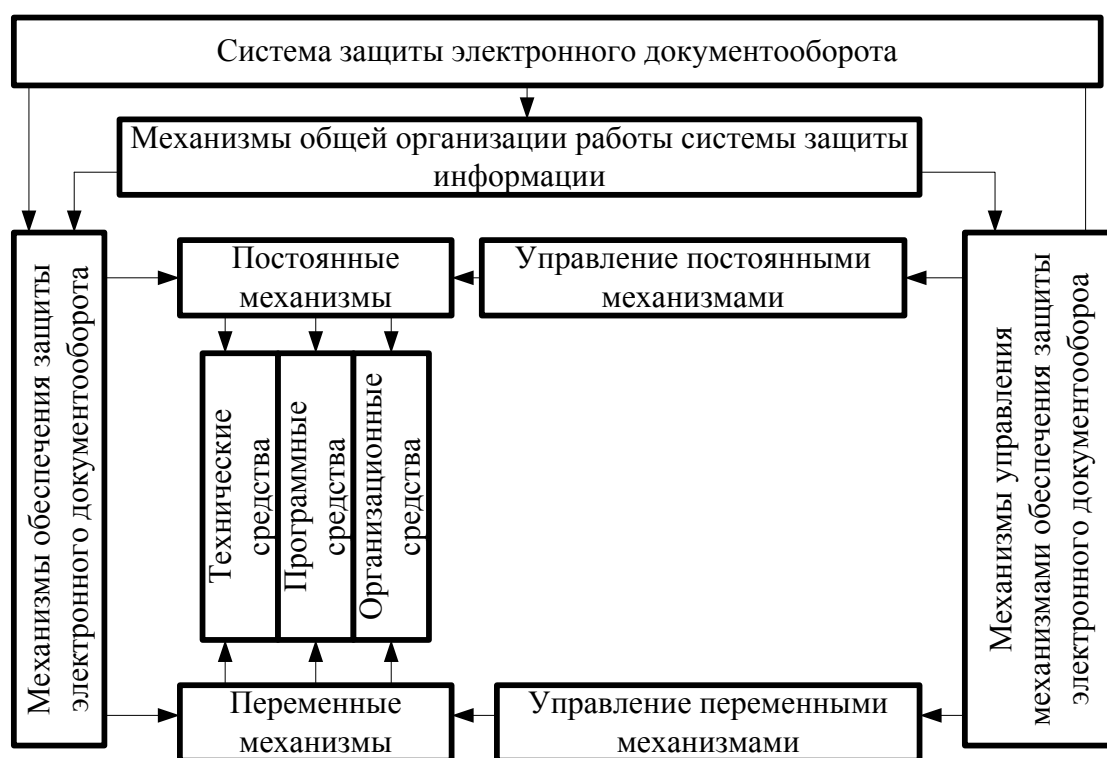 Система защиты электронного документооборота
Механизмы общей организации работы системы защиты
информации
Механизмы обеспечения защиты
электронного документооборота
Постоянные
механизмы
Управление постоянными
механизмами
Механизмы управления
механизмами обеспечения защиты
электронного документообороа
Технические
средства
Программные
средства
Организационные
средства
Переменные
механизмы
Управление переменными
механизмами